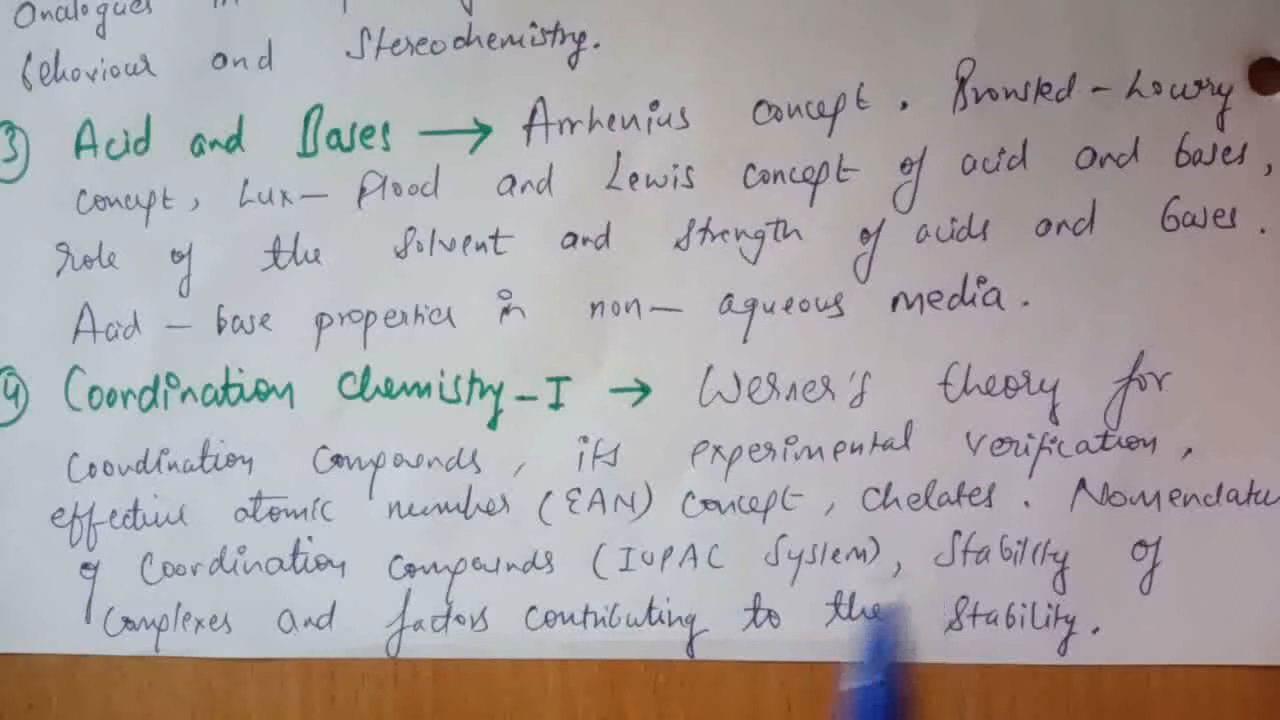 Analogues in
behaviour and Stereochemistry.
3) Acid and Bases → Arrhenius concept. Bronsted-Lowry
concept, Lux-Flood and Lewis concept of acid and bases,
role of the solvent and strength of acids and bases.
Acid-base properties in non-aqueous media.
4) Coordination Chemistry-I → Werner's theory for
Coordination Compounds, its experimental verification,
effective atomic number (EAN) Concept, Chelates. Nomenclatu
of Coordination Compounds (IUPAC System), Stability of
Complexes and factors contributing to the Stability.